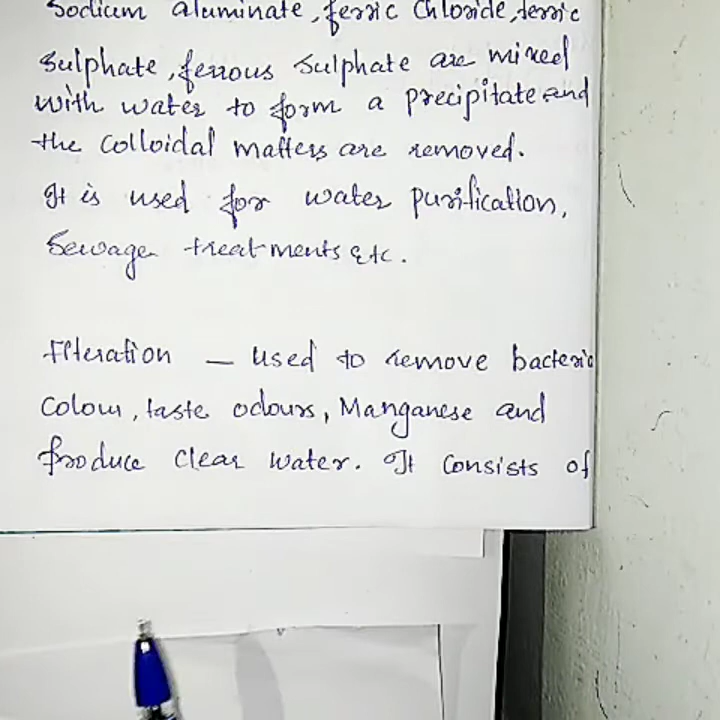 Sodium aluminate, ferric chloride, ferric
sulphate, ferrous sulphate are mixed
with water to form a precipitate and
the colloidal matters are removed.
It is used for water purification,
sewage treatments etc.
Filteration — used to remove bacteria
colour, taste odours, Manganese and
produce clear water. It consists of